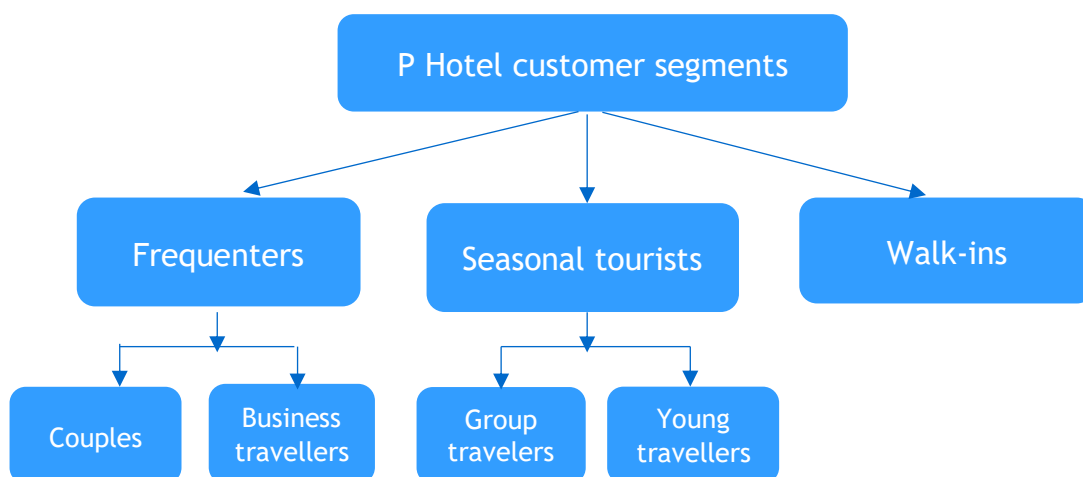 P Hotel customer segments
Frequenters
Seasonal tourists
Walk-ins
Couples
Business
travellers
Group
travelers
Young
travellers